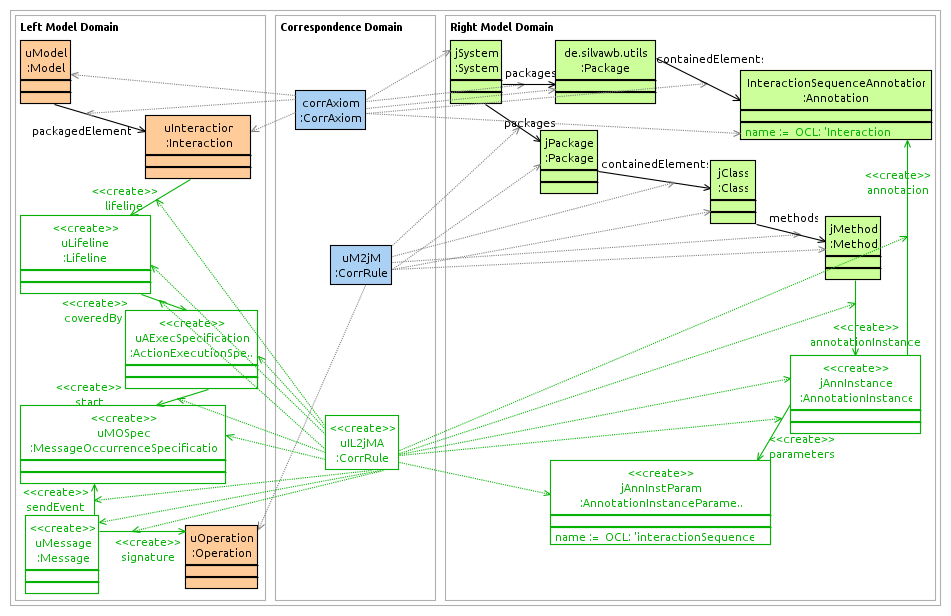 Left Model Domain
uModel
:Model
packagedElement
uInteraction
:Interaction
<<create>>
lifeline
<<create>>
uLifeline
:Lifeline
<<create>>
coveredBy
<<create>>
uAExecSpecification
:ActionExecutionSpe..
<<create>>
start
<<create>>
uMOSpec
:MessageOccurrenceSpecificatio
<<create>>
sendEvent
<<create>>
uMessage
:Message
<<create>>
signature
uOperation
:Operation
Correspondence Domain
corrAxiom
:CorrAxiom
uM2jM
:CorrRule
<<create>>
uIL2jMA
:CorrRule
Right Model Domain
jSystem
:System
packages
de.silvawb.utils
:Package
containedElement:
InteractionSequenceAnnotation
:Annotation
name := OCL: 'Interaction
packages
jPackage
:Package
containedElement:
jClass
:Class
methods
jMethod
:Method
<<create>>
annotation
<<create>>
annotationInstance
<<create>>
jAnnInstance
:AnnotationInstance
<<create>>
parameters
<<create>>
jAnnInstParam
:AnnotationInstanceParame..
name := OCL: 'interactionSequence